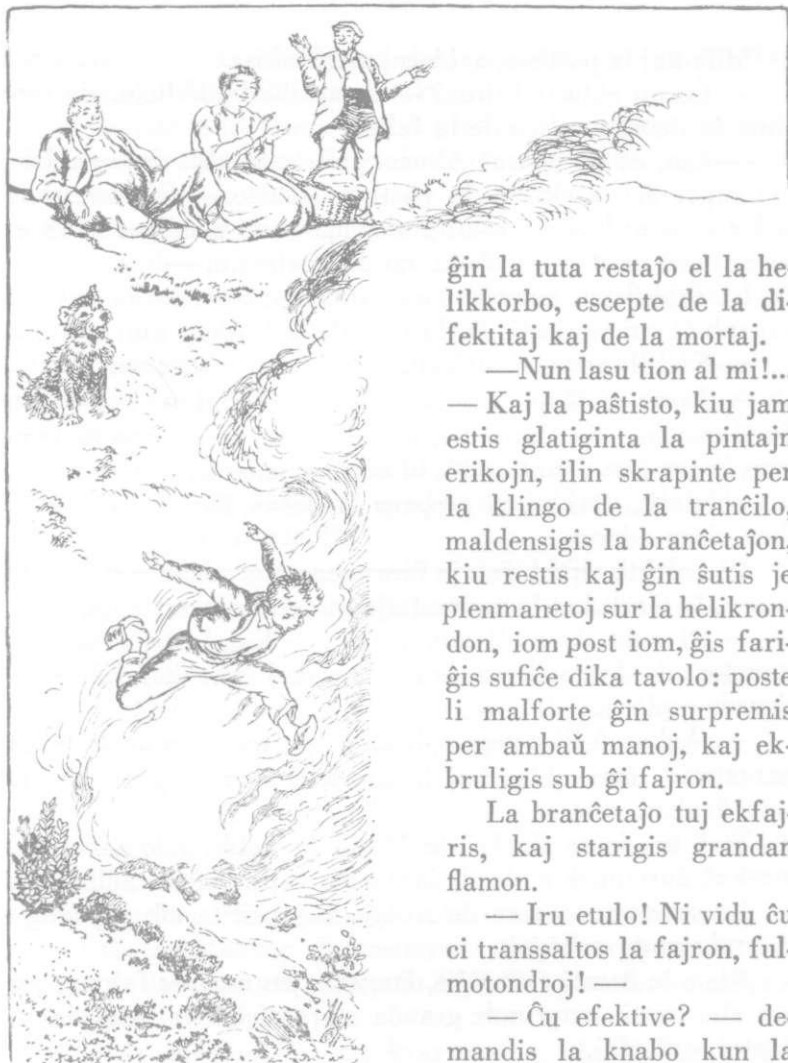 ĝin la tuta restaĵo el la he-
likkorbo, escepte de la di-
fektitaj kaj de la mortaj.
—Nun lasu tion al mi!...
— Kaj la paŝtisto, kiu jam
estis glatiginta la pintajn
erikojn, ilin skrapinte per
la klingo de la tranĉilo,
maldensigis la branĉetaĵon,
kiu restis kaj ĝin ŝutis je
plenmanetoj sur la helikron-
don, iom post iom, ĝis fari-
ĝis sufiĉe dika tavolo: poste
li malforte ĝin surpremis
per ambaŭ manoj, kaj ek-
bruligis sub ĝi fajron.
La branĉetaĵo tuj ekfaj-
ris, kaj starigis grandan
flamon.
— Iru etulo! Ni vidu ĉu
ci transsaltos la fajron, ful-
motondroj!
— Ĉu efektive? — de-
mandis la knabo kun la